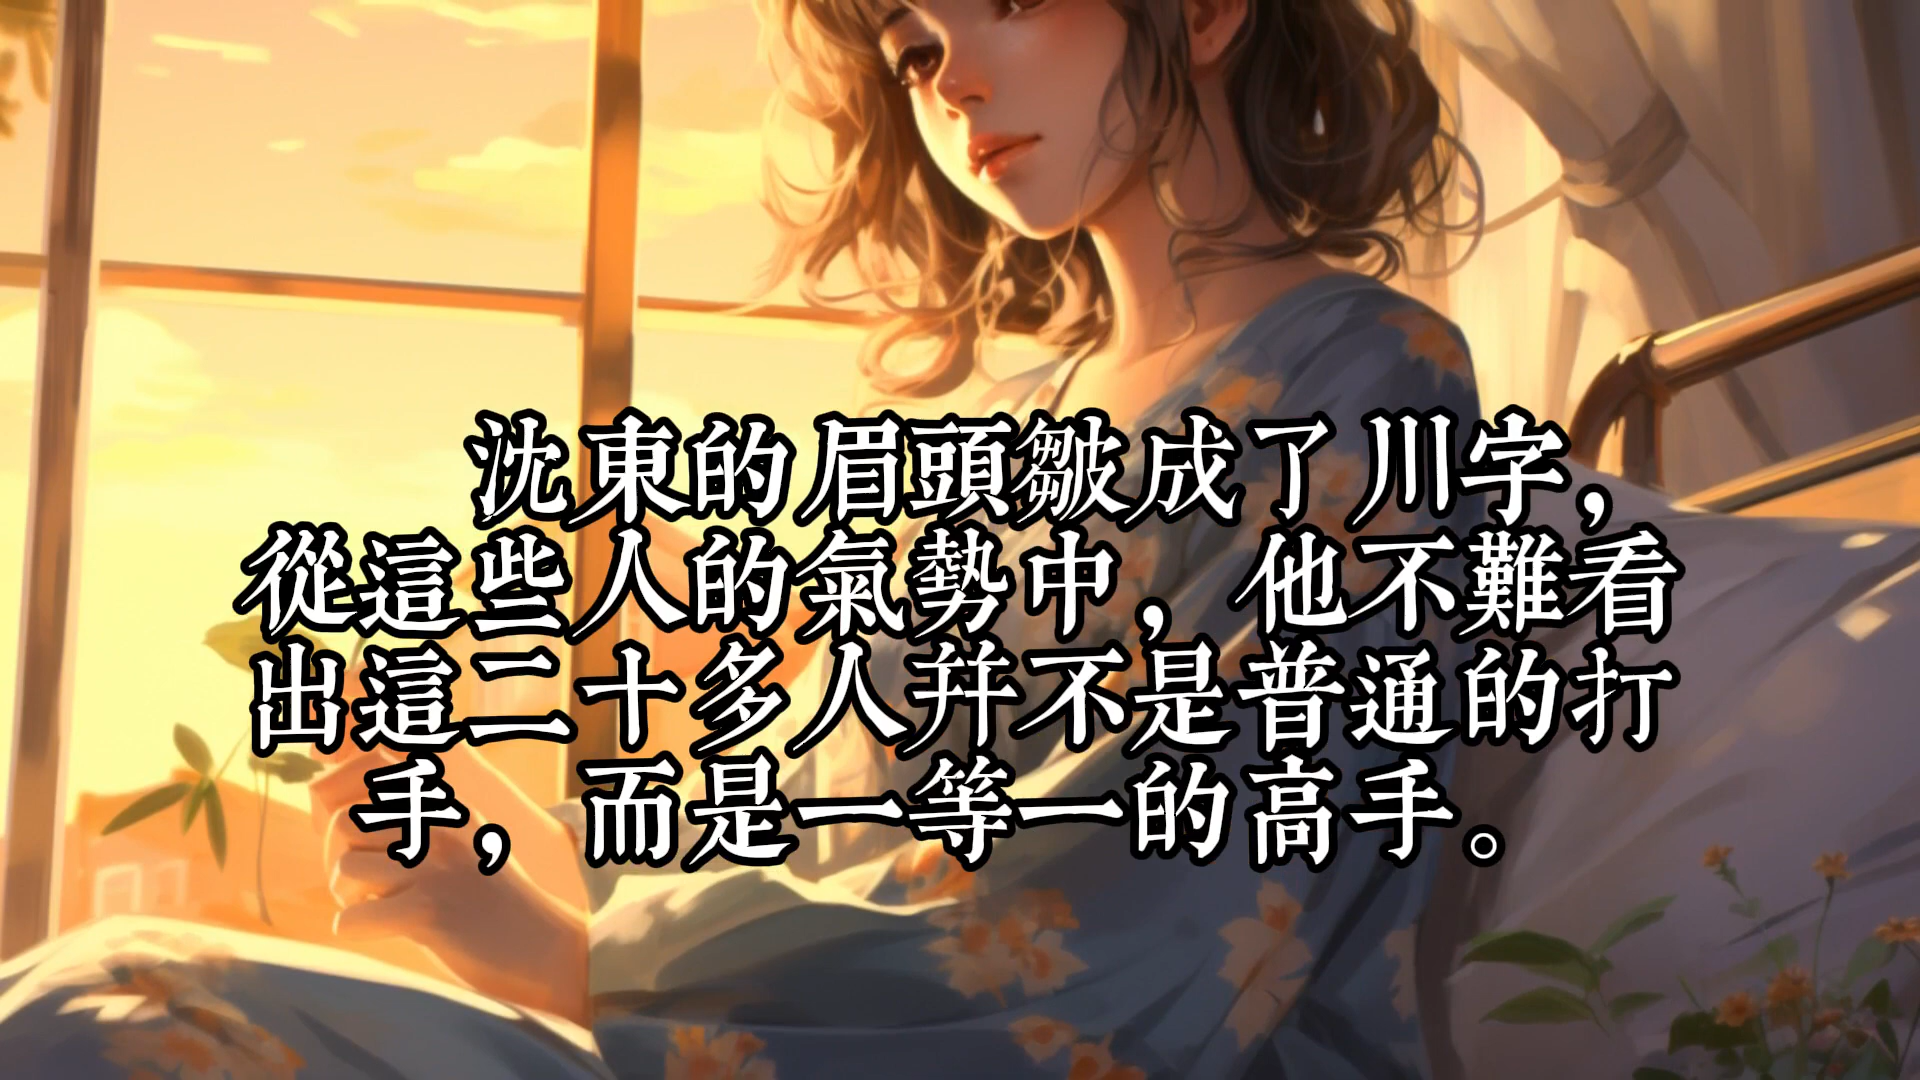 沈東的眉頭皺成了川字，
從這些人的氣勢中，他不難看
出這二十多人并不是普通的打
手，而是一等一的高手。